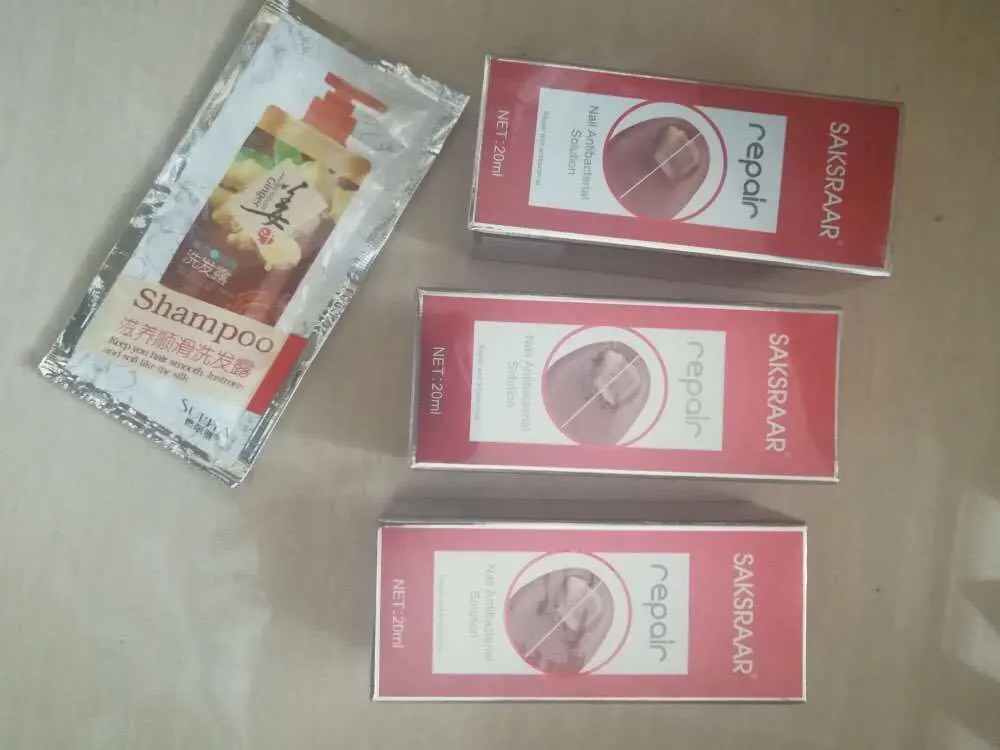 Ginger
姜
洗发露
Shampoo
滋养顺滑洗发露
Keep you hair smooth
and soft like the silk
SAKSRAAR®
repair
Nail Antibacterial
Solution
NET:20ml
SAKSRAAR®
repair
Nail Antibacterial
Solution
NET:20ml
SAKSRAAR®
repair
Nail Antibacterial
Solution
NET:20ml